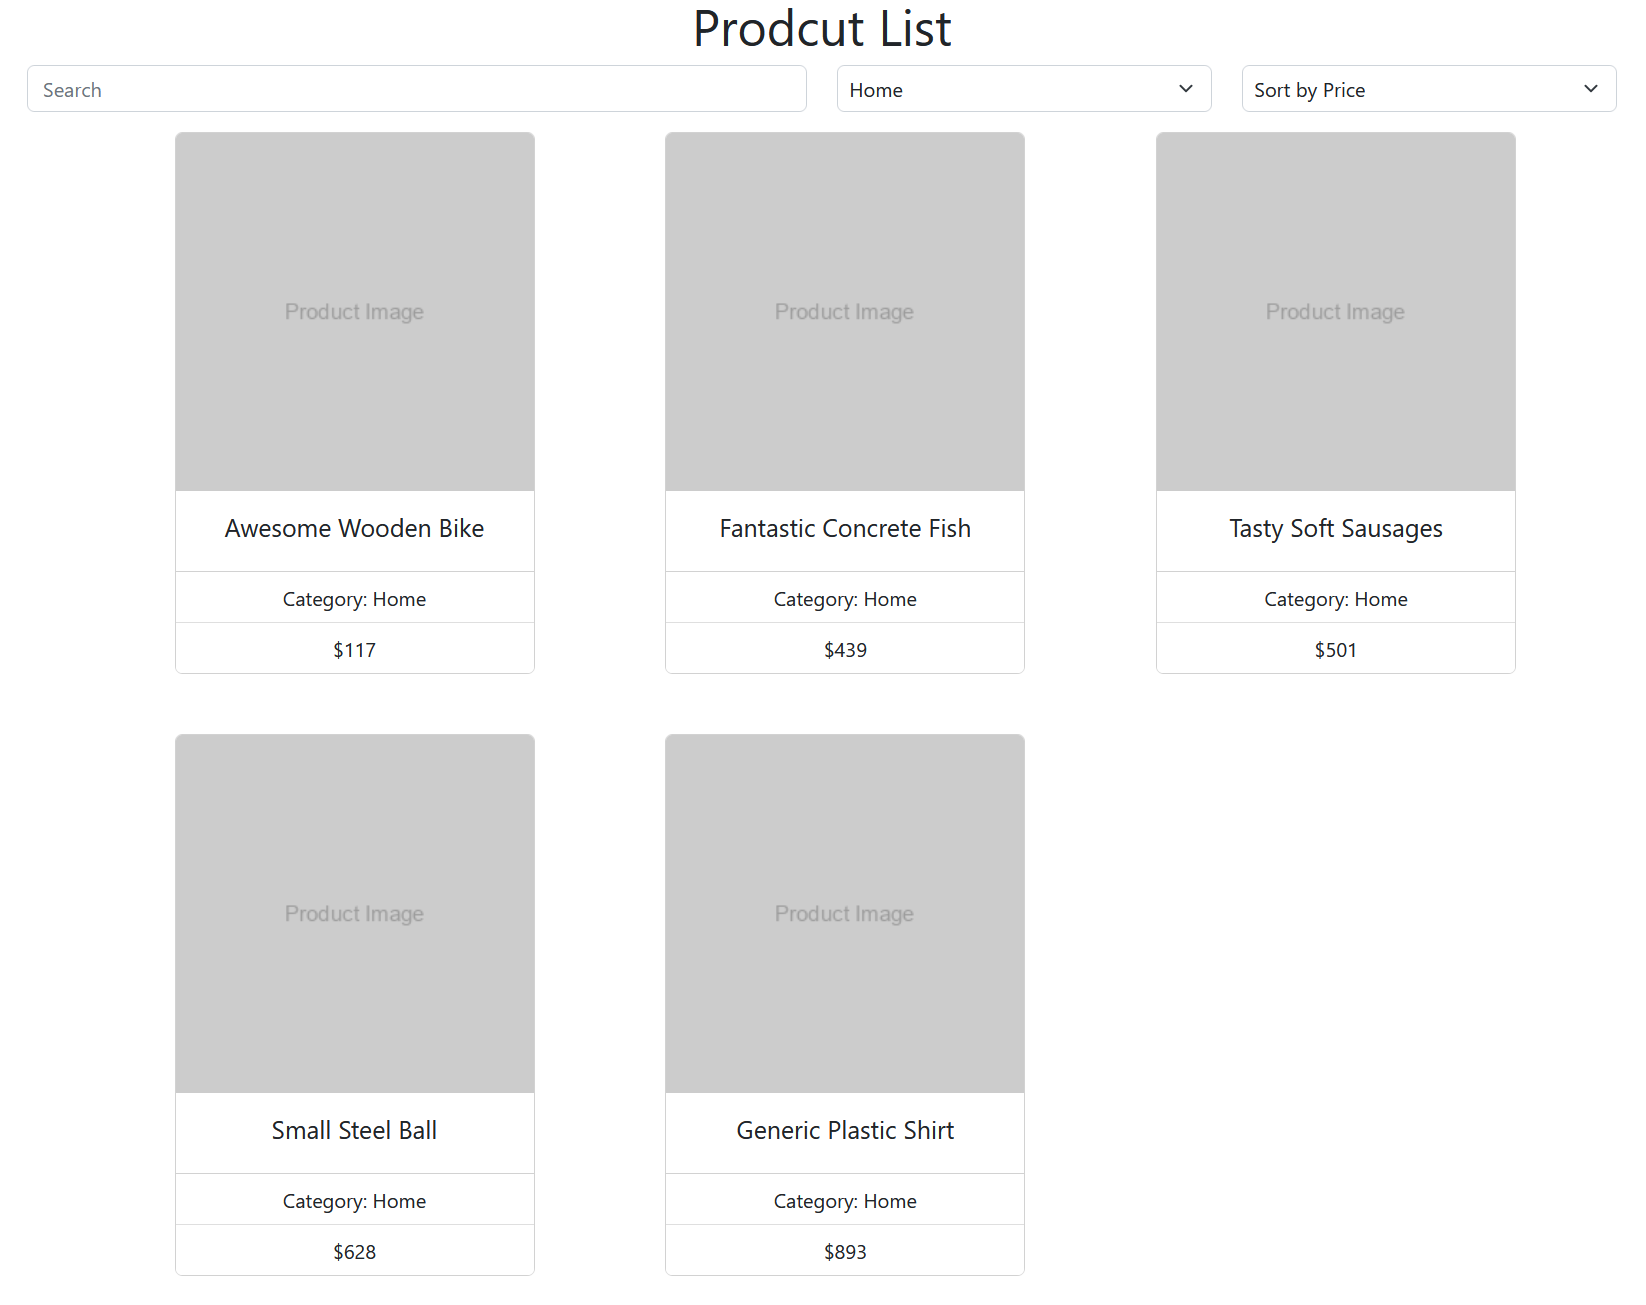 Prodcut List
Search
Home
Sort by Price
Product Image
Product Image
Product Image
Awesome Wooden Bike
Fantastic Concrete Fish
Tasty Soft Sausages
Category: Home
Category: Home
Category: Home
$117
$439
$501
Product Image
Product Image
Small Steel Ball
Generic Plastic Shirt
Category: Home
Category: Home
$628
$893